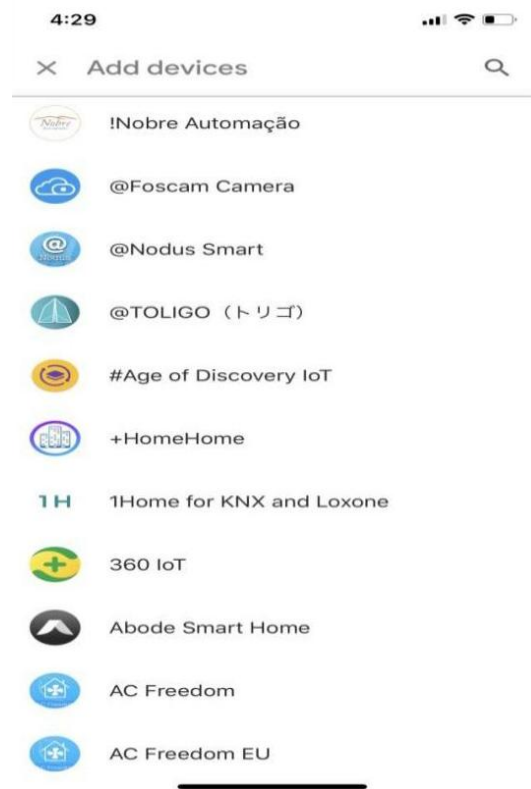 4:29
Add devices
Nobre
!Nobre Automação
@Foscam Camera
@Nodus Smart
@TOLIGO（トリゴ）
#Age of Discovery IoT
+HomeHome
1H
1Home for KNX and Loxone
360 IoT
Abode Smart Home
AC Freedom
AC Freedom EU